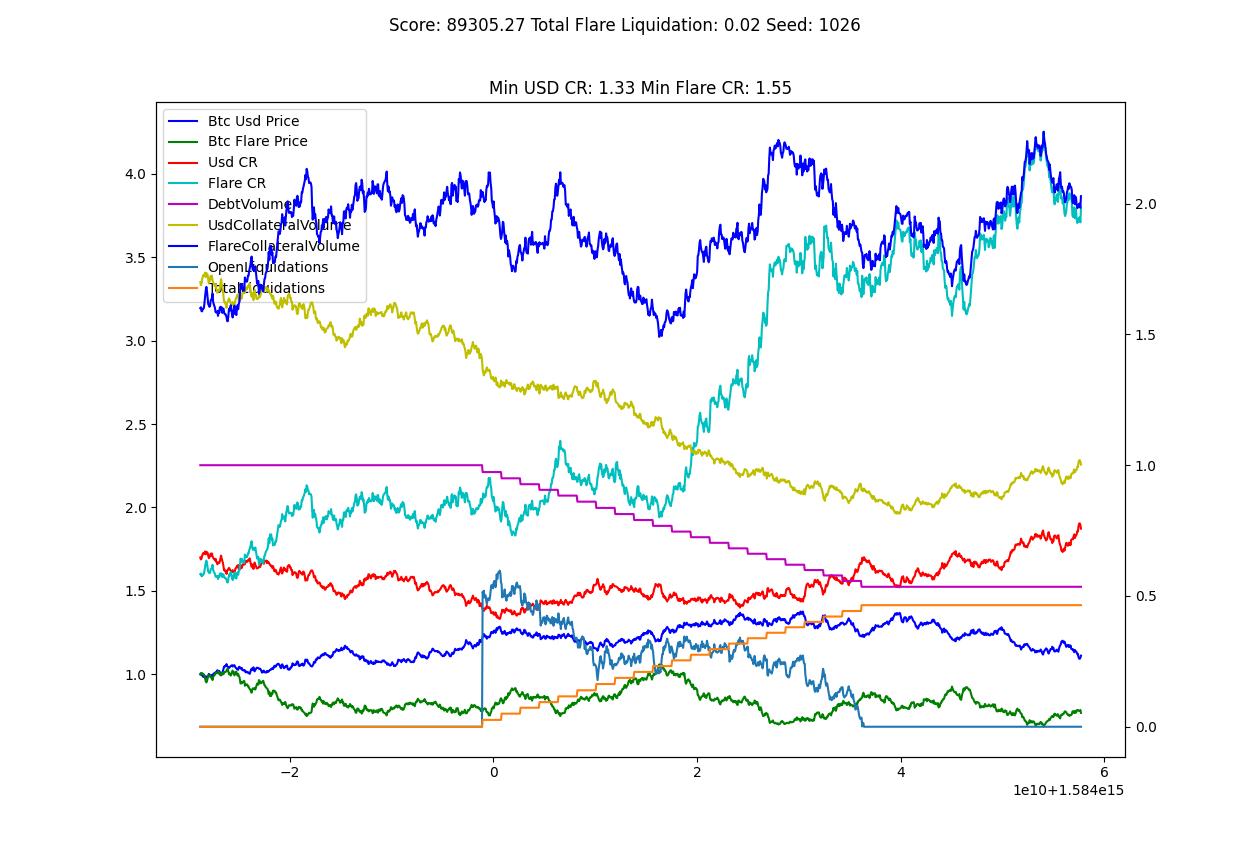 Score: 89305.27 Total Flare Liquidation: 0.02 Seed: 1026
Min USD CR: 1.33 Min Flare CR: 1.55
Btc Usd Price
Btc Flare Price
Usd CR
Flare CR
DebtVolume
UsdCollateralVolume
FlareCollateralVolume
OpenLiquidations
TotalLiquidations
4.0
3.5
3.0
2.5
2.0
1.5
1.0
2.0
1.5
1.0
0.5
0.0
−2
0
2
4
6
1e10+1.584e15